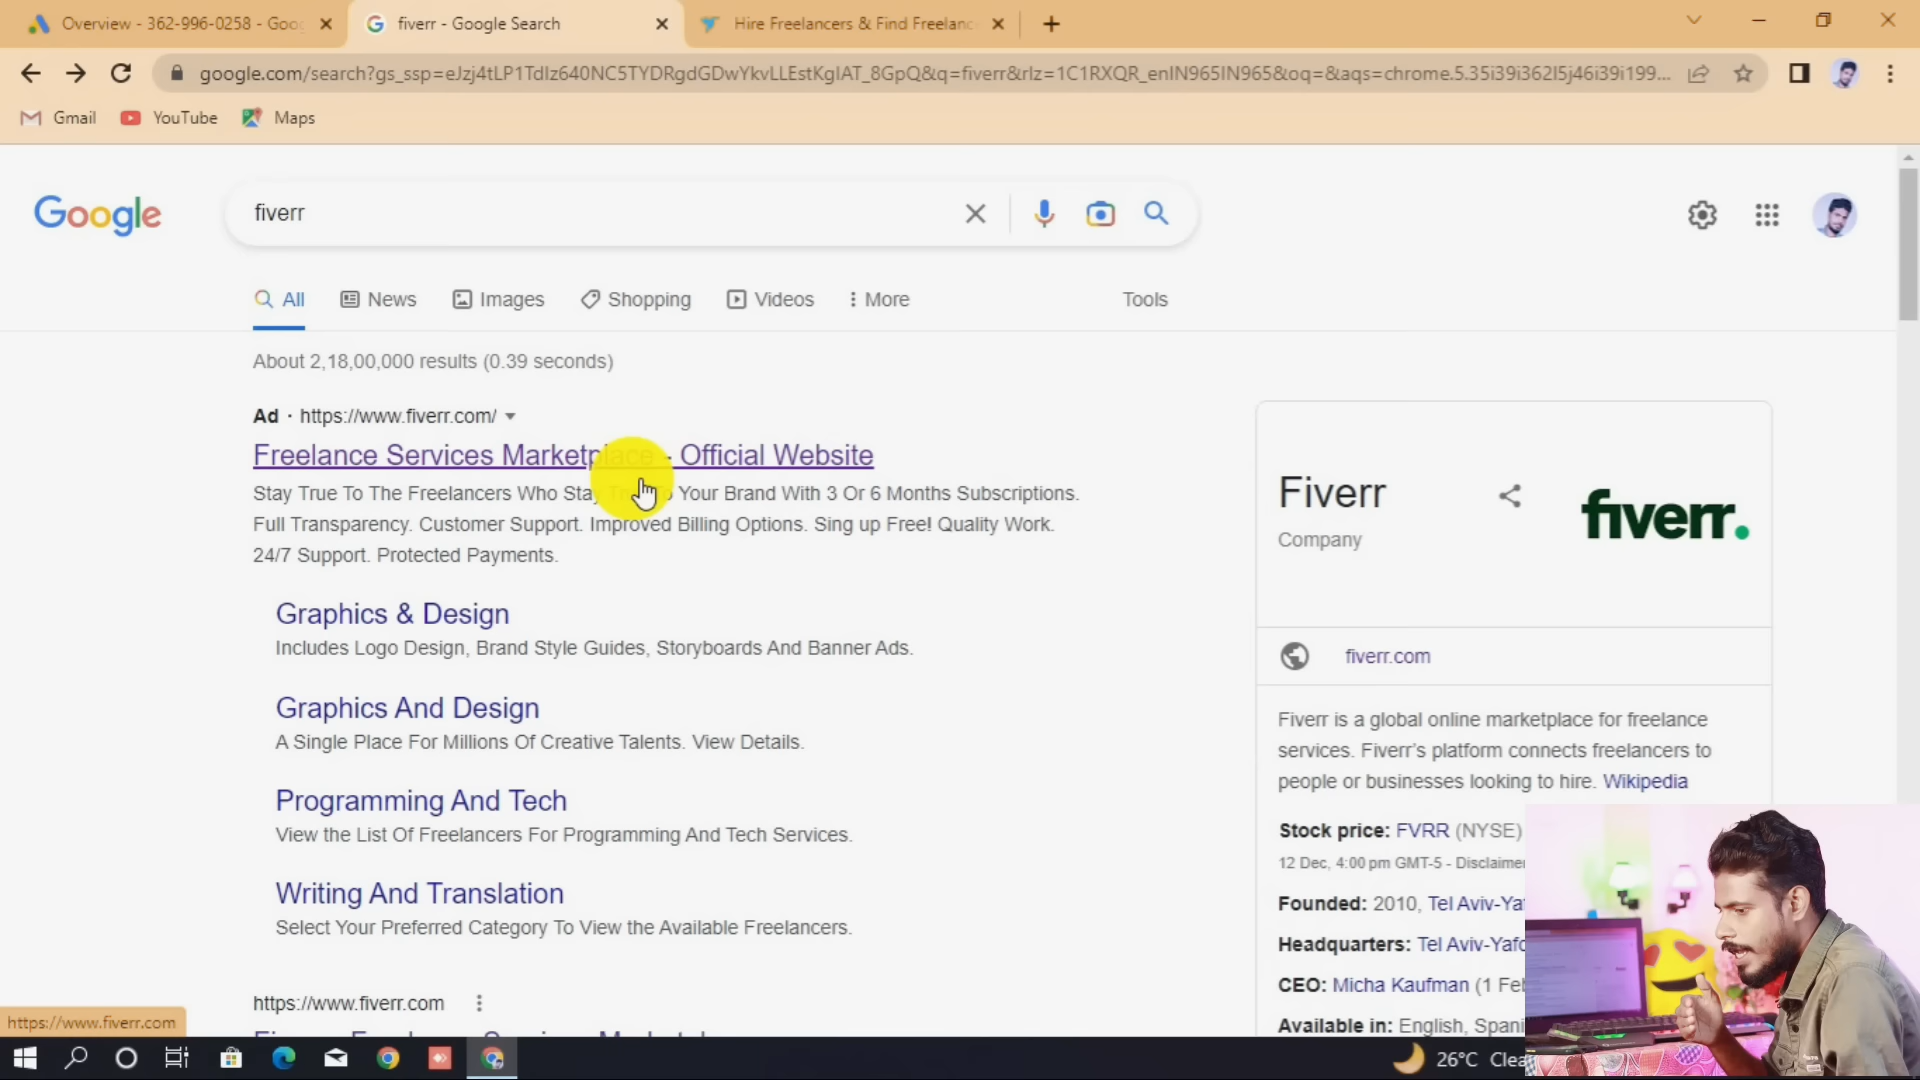 Overview - 362-996-0258 - Goo
fiverr - Google Search
Hire Freelancers & Find Freelanc
google.com/search?gs_ssp=eJzj4tLP1TdIz640NC5TYDRgdGDwYkvLLEstKgIAT_8GpQ&q=fiverr&rlz=1C1RXQR_enIN965IN965&oq=&aqs=chrome.5.35i39i362l5j46i39i199...
Gmail
YouTube
Maps
Google
fiverr
All
News
Images
Shopping
Videos
More
Tools
About 2,18,00,000 results (0.39 seconds)
Ad · https://www.fiverr.com/
Freelance Services Marketplace - Official Website
Stay True To The Freelancers Who Stay True To Your Brand With 3 Or 6 Months Subscriptions.
Full Transparency. Customer Support. Improved Billing Options. Sing up Free! Quality Work.
24/7 Support. Protected Payments.
Graphics & Design
Includes Logo Design, Brand Style Guides, Storyboards And Banner Ads.
Graphics And Design
A Single Place For Millions Of Creative Talents. View Details.
Programming And Tech
View the List Of Freelancers For Programming And Tech Services.
Writing And Translation
Select Your Preferred Category To View the Available Freelancers.
https://www.fiverr.com
Fiverr
Company
fiverr.
fiverr.com
Fiverr is a global online marketplace for freelance
services. Fiverr's platform connects freelancers to
people or businesses looking to hire. Wikipedia
Stock price: FVRR (NYSE)
12 Dec, 4:00 pm GMT-5 - Disclaimer
Founded: 2010, Tel Aviv-Ya
Headquarters: Tel Aviv-Yafo
CEO: Micha Kaufman (1 Feb
Available in: English, Spani
https://www.fiverr.com
26°C Clea